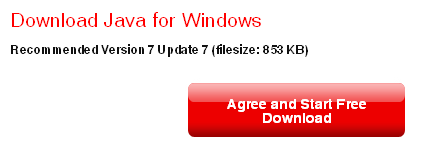 Download Java for Windows
Recommended Version 7 Update 7 (filesize: 853 KB)
Agree and Start Free
Download